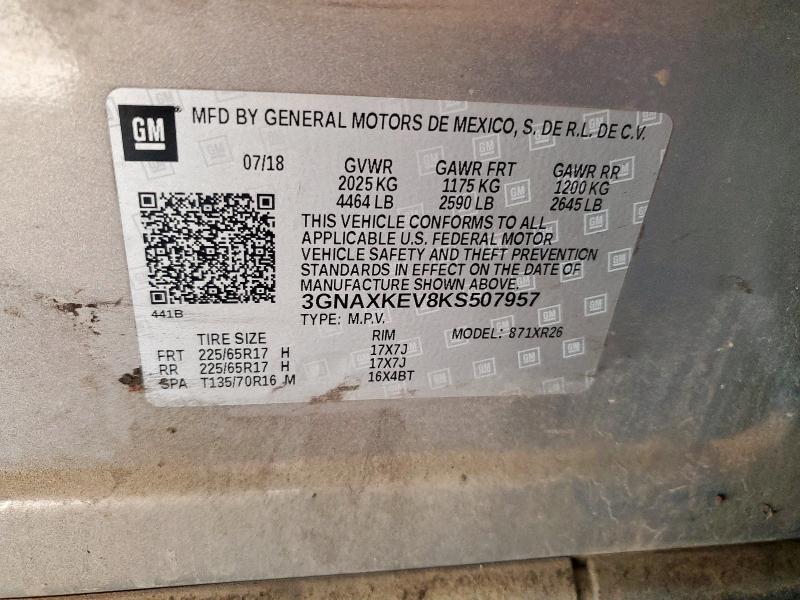 GM
MFD BY GENERAL MOTORS DE MEXICO, S. DE R.L. DE C.V.
07/18 GVWR GAWR FRT GAWR RR
2025 KG 1175 KG 1200 KG
4464 LB 2590 LB 2645 LB
THIS VEHICLE CONFORMS TO ALL
APPLICABLE U.S. FEDERAL MOTOR
VEHICLE SAFETY AND THEFT PREVENTION
STANDARDS IN EFFECT ON THE DATE OF
MANUFACTURE SHOWN ABOVE.
3GNAXKEV8KS507957
441B
TYPE: M.P.V.
TIRE SIZE RIM MODEL: 871XR26
FRT 225/65R17 H 17X7J
RR 225/65R17 H 17X7J
SPA T135/70R16 M 16X4BT